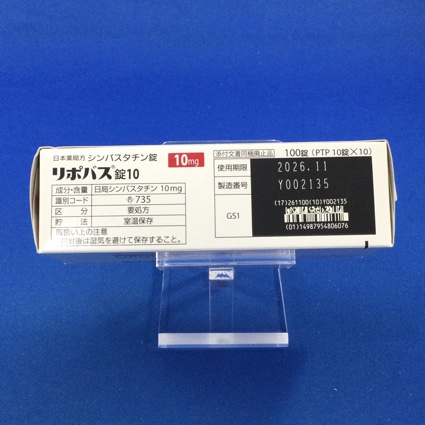 日本薬局方 シンバスタチン錠
リポバス®錠10
10mg
成分・含量 日局シンバスタチン 10mg
識別コード 735
区 分 要処方
貯 法 室温保存
取扱い上の注意
開封後は湿気を避けて保存すること。
添付文書同梱廃止品
100錠 (PTP 10錠×10)
使用期限 2026.11
製造番号 Y002135
GS1
(17)261100(10)Y002135
(01)14987954806076